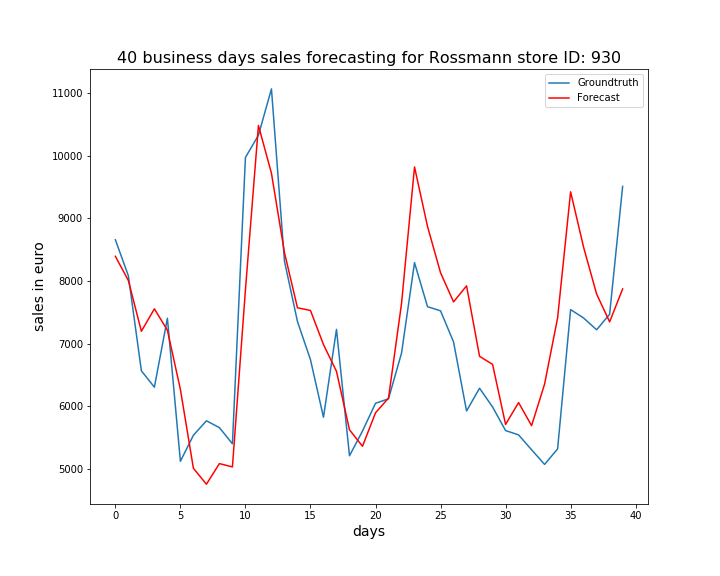 40 business days sales forecasting for Rossmann store ID: 930
Groundtruth
Forecast
11000
10000
9000
8000
7000
6000
5000
sales in euro
0 5 10 15 20 25 30 35 40
days